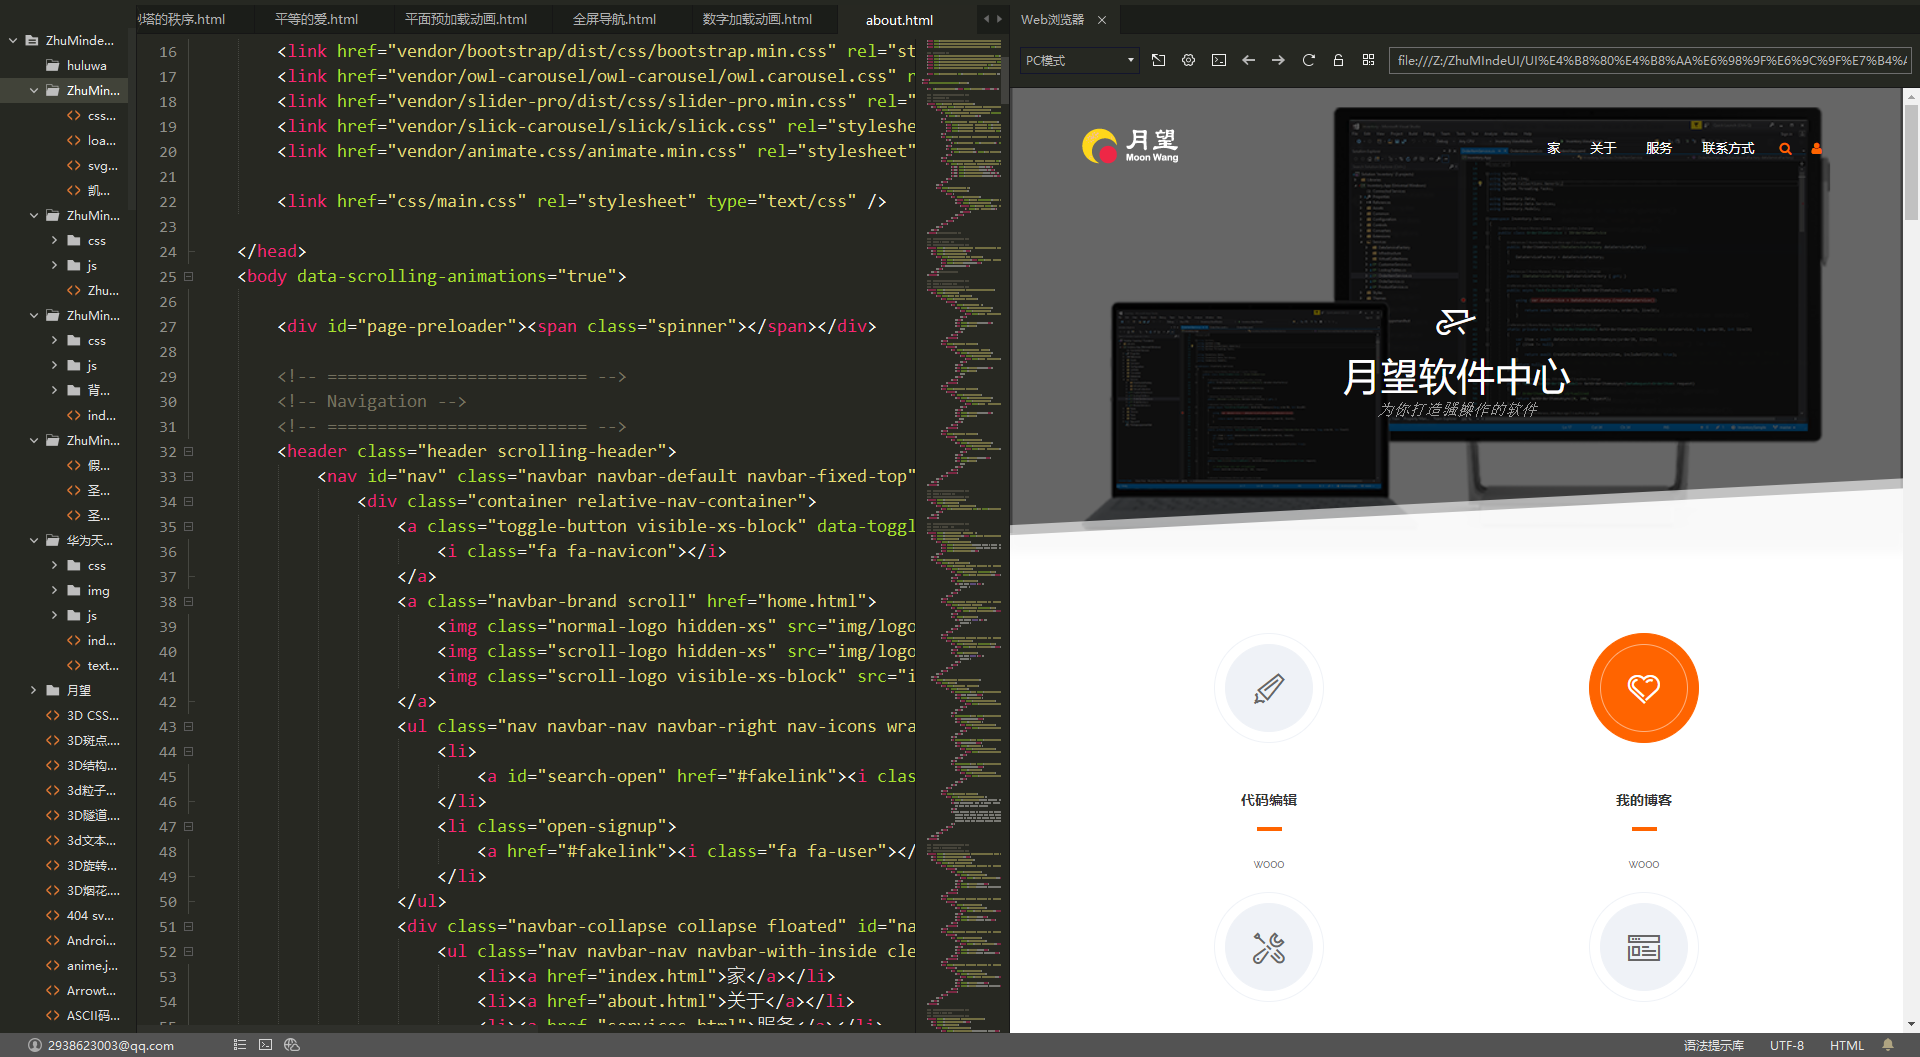 ZhuMinde...
huluwa
ZhuMin...
css...
loa...
svg...
凯...
ZhuMin...
css
js
Zhu...
ZhuMin...
css
js
背...
ind...
ZhuMin...
假...
圣...
圣...
华为天...
css
img
js
ind...
text...
月望
3D CSS...
3D斑点....
3D结构...
3d粒子...
3D隧道....
3d文本...
3D旋转...
3D烟花....
404 sv...
Androi...
anime.j...
Arrowt...
ASCII码...
塔的秩序.html
平等的爱.html
平面预加载动画.html
全屏导航.html
数字加载动画.html
about.html
16 <link href="vendor/bootstrap/dist/css/bootstrap.min.css" rel="st
17 <link href="vendor/owl-carousel/owl-carousel/owl.carousel.css" r
18 <link href="vendor/slider-pro/dist/css/slider-pro.min.css" rel="
19 <link href="vendor/slick-carousel/slick/slick.css" rel="styleshe
20 <link href="vendor/animate.css/animate.min.css" rel="stylesheet"
21
22 <link href="css/main.css" rel="stylesheet" type="text/css" />
23
24 </head>
25 <body data-scrolling-animations="true">
26
27 <div id="page-preloader"><span class="spinner"></span></div>
28
29 <!-- ========================== -->
30 <!-- Navigation -->
31 <!-- ========================== -->
32 <header class="header scrolling-header">
33 <nav id="nav" class="navbar navbar-default navbar-fixed-top"
34 <div class="container relative-nav-container">
35 <a class="toggle-button visible-xs-block" data-toggl
36 <i class="fa fa-navicon"></i>
37 </a>
38 <a class="navbar-brand scroll" href="home.html">
39 <img class="normal-logo hidden-xs" src="img/logo
40 <img class="scroll-logo hidden-xs" src="img/logo
41 <img class="scroll-logo visible-xs-block" src="i
42 </a>
43 <ul class="nav navbar-nav navbar-right nav-icons wra
44 <li>
45 <a id="search-open" href="#fakelink"><i clas
46 </li>
47 <li class="open-signup">
48 <a href="#fakelink"><i class="fa fa-user"></
49 </li>
50 </ul>
51 <div class="navbar-collapse collapse floated" id="na
52 <ul class="nav navbar-nav navbar-with-inside cle
53 <li><a href="index.html">家</a></li>
54 <li><a href="about.html">关于</a></li>
55 <li><a href="services.html">服务</a></li>
Web浏览器
PC模式
file:///Z:/ZhuMIndeUI/UI%E4%B8%80%E4%B8%AA%E6%98%9F%E6%9C%9F%E7%B4%
月望
Moon Wang
家
关于
服务
联系方式
月望软件中心
为你打造骚操作的软件
代码编辑
我的博客
wooo
wooo
2938623003@qq.com
语法提示库
UTF-8
HTML